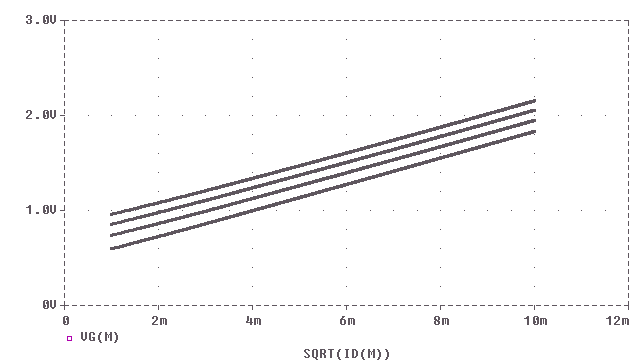 3.0V
2.0V
1.0V
0V
0 2m 4m 6m 8m 10m 12m
VG(M)
SQRT(ID(M))